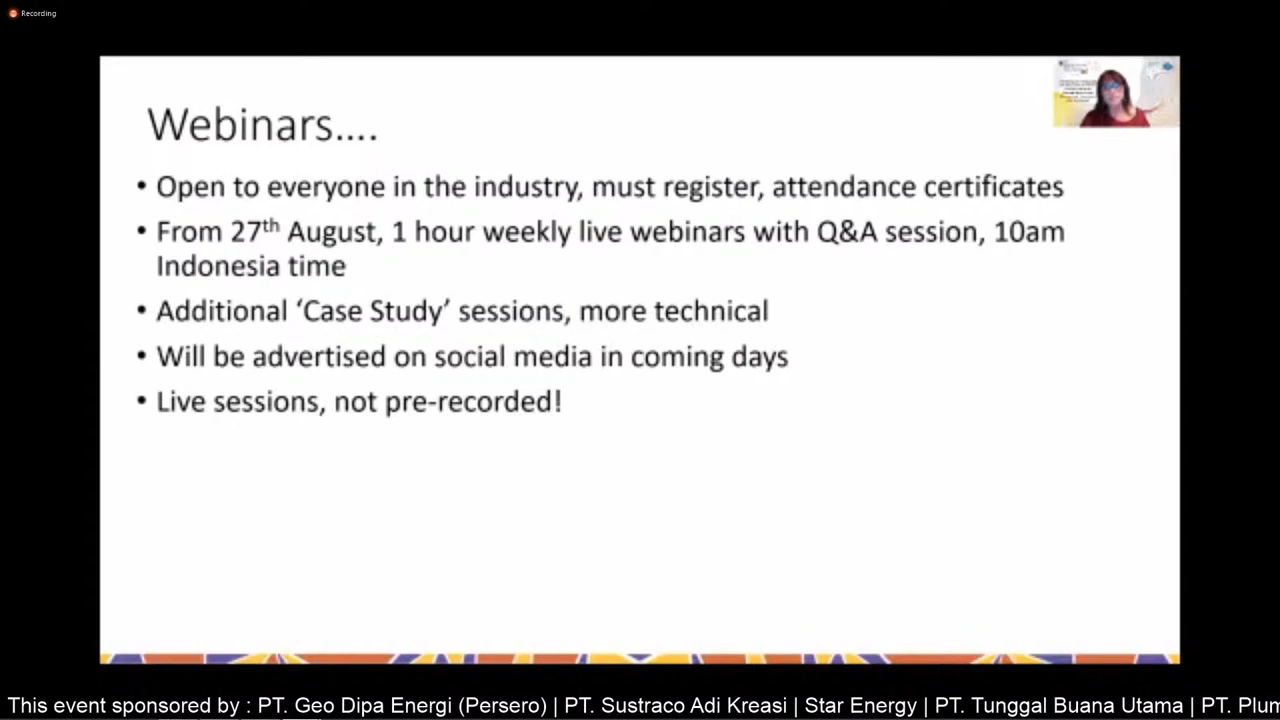 Recording
Webinars....
• Open to everyone in the industry, must register, attendance certificates
• From 27th August, 1 hour weekly live webinars with Q&A session, 10am
Indonesia time
• Additional ‘Case Study’ sessions, more technical
• Will be advertised on social media in coming days
• Live sessions, not pre-recorded!
This event sponsored by : PT. Geo Dipa Energi (Persero) | PT. Sustraco Adi Kreasi | Star Energy | PT. Tunggal Buana Utama | PT. Plun